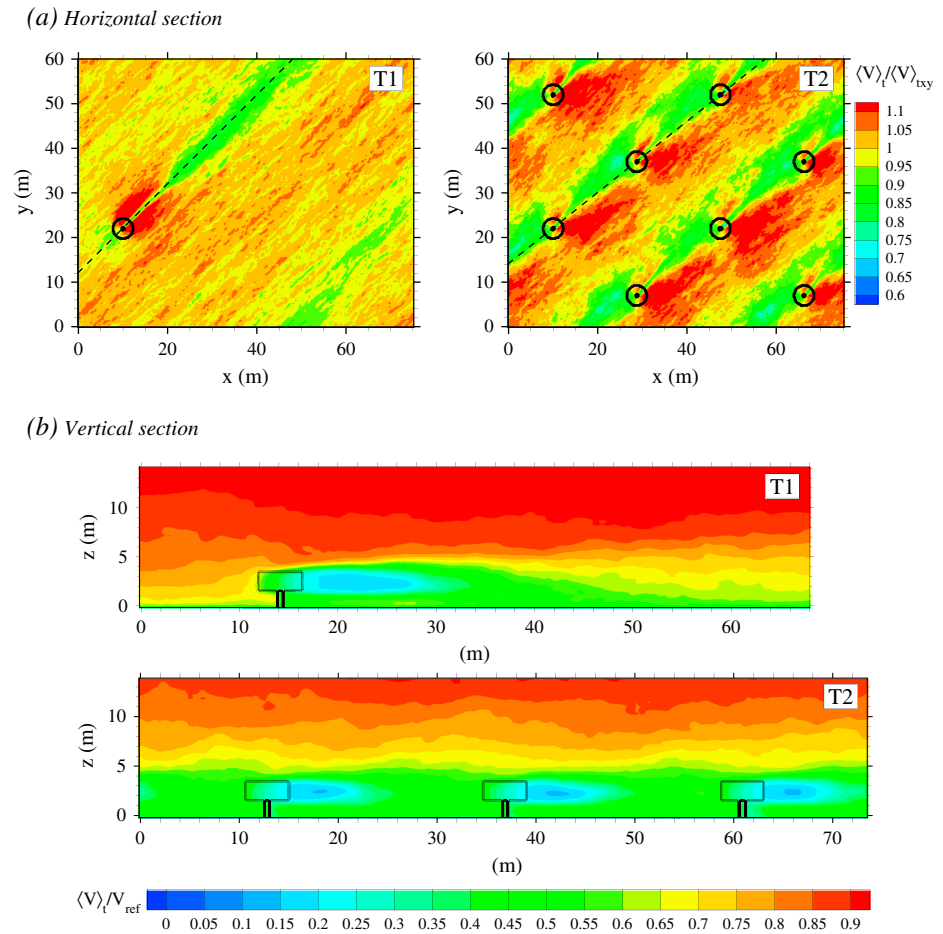 (a) Horizontal section
T1
T2
⟨V⟩t/⟨V⟩txy
60
50
40
30
20
10
0
y (m)
0 20 40 60
x (m)
60
50
40
30
20
10
0
y (m)
0 20 40 60
x (m)
1.1
1.05
1
0.95
0.9
0.85
0.8
0.75
0.7
0.65
0.6
(b) Vertical section
T1
10
5
0
z (m)
0 10 20 30 40 50 60
(m)
T2
10
5
0
z (m)
0 10 20 30 40 50 60 70
(m)
⟨V⟩t/Vref
0 0.05 0.1 0.15 0.2 0.25 0.3 0.35 0.4 0.45 0.5 0.55 0.6 0.65 0.7 0.75 0.8 0.85 0.9